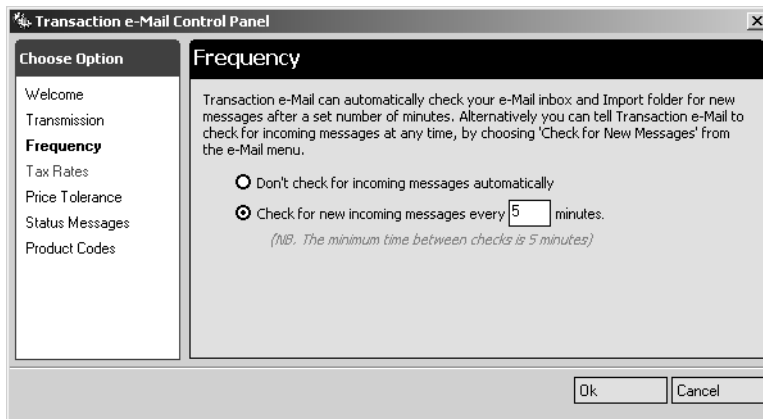 Transaction e-Mail Control Panel
Choose Option
Welcome
Transmission
Frequency
Tax Rates
Price Tolerance
Status Messages
Product Codes
Frequency
Transaction e-Mail can automatically check your e-Mail inbox and Import folder for new
messages after a set number of minutes. Alternatively you can tell Transaction e-Mail to
check for incoming messages at any time, by choosing 'Check for New Messages' from
the e-Mail menu.
Don't check for incoming messages automatically
Check for new incoming messages every 5 minutes.
(NB. The minimum time between checks is 5 minutes)
Ok
Cancel